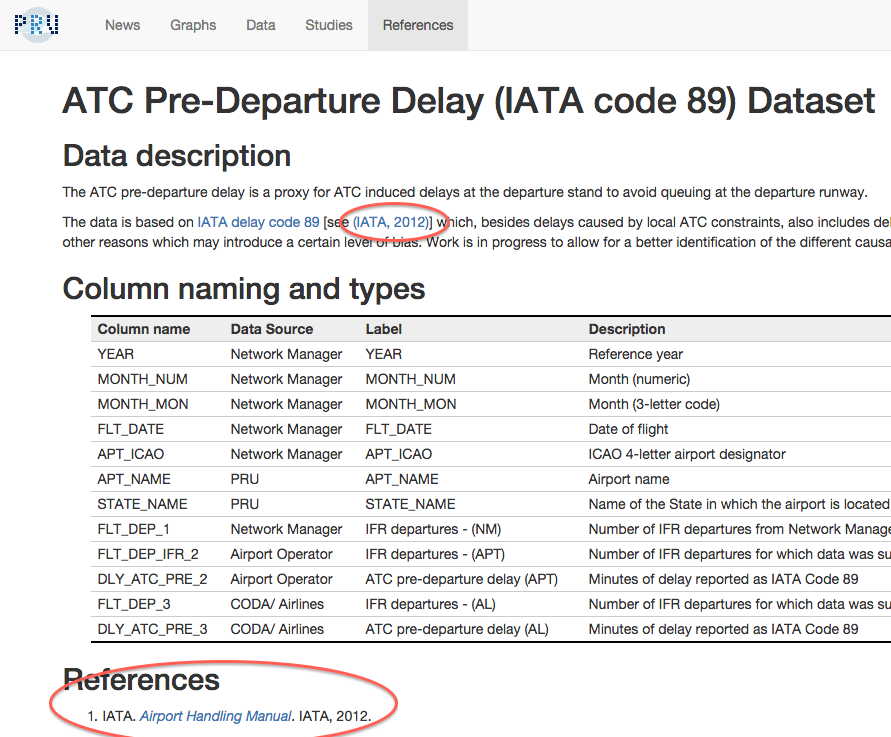 PRU
News Graphs Data Studies References
ATC Pre-Departure Delay (IATA code 89) Dataset
Data description
The ATC pre-departure delay is a proxy for ATC induced delays at the departure stand to avoid queuing at the departure runway.
The data is based on IATA delay code 89 [see (IATA, 2012)] which, besides delays caused by local ATC constraints, also includes
other reasons which may introduce a certain level of bias. Work is in progress to allow for a better identification of the different
Column naming and types
Column name Data Source Label Description
YEAR Network Manager YEAR Reference year
MONTH_NUM Network Manager MONTH_NUM Month (numeric)
MONTH_MON Network Manager MONTH_MON Month (3-letter code)
FLT_DATE Network Manager FLT_DATE Date of flight
APT_ICAO Network Manager APT_ICAO ICAO 4-letter airport designator
APT_NAME PRU APT_NAME Airport name
STATE_NAME PRU STATE_NAME Name of the State in which the airport is located
FLT_DEP_1 Network Manager IFR departures - (NM) Number of IFR departures from Network
FLT_DEP_IFR_2 Airport Operator IFR departures - (APT) Number of IFR departures for which data was
DLY_ATC_PRE_2 Airport Operator ATC pre-departure delay (APT) Minutes of delay reported as IATA Code 89
FLT_DEP_3 CODA/ Airlines IFR departures - (AL) Number of IFR departures for which data was
DLY_ATC_PRE_3 CODA/ Airlines ATC pre-departure delay (AL) Minutes of delay reported as IATA Code 89
References
1. IATA. Airport Handling Manual. IATA, 2012.